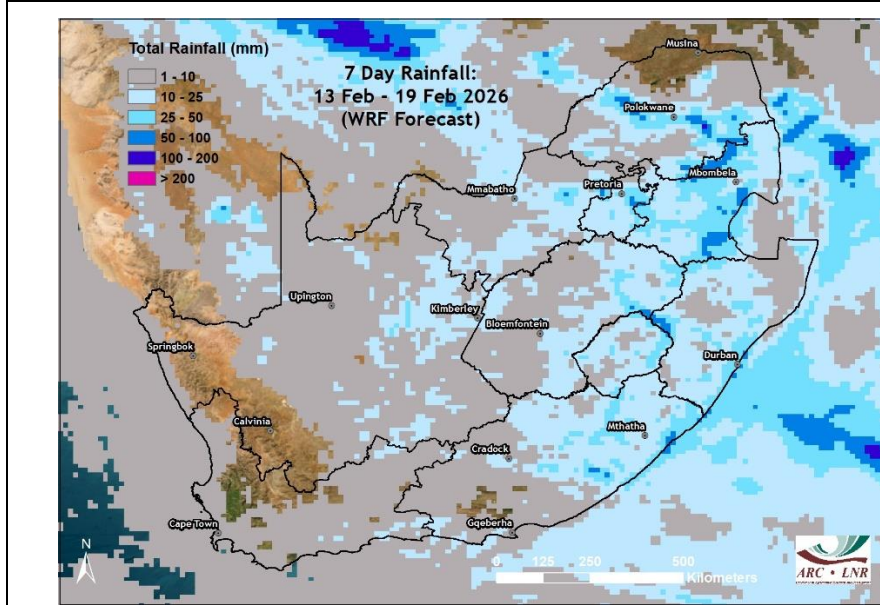 Total Rainfall (mm)
1 - 10
10 - 25
25 - 50
50 - 100
100 - 200
> 200
7 Day Rainfall:
13 Feb - 19 Feb 2026
(WRF Forecast)
Musina
Polokwane
Mbombela
Pretoria
Mmabatho
Upington
Kimberley
Bloemfontein
Springbok
Durban
Calvinia
Mthatha
Cradock
Cape Town
Gqeberha
N
0 125 250 500
Kilometers
ARC • LNR